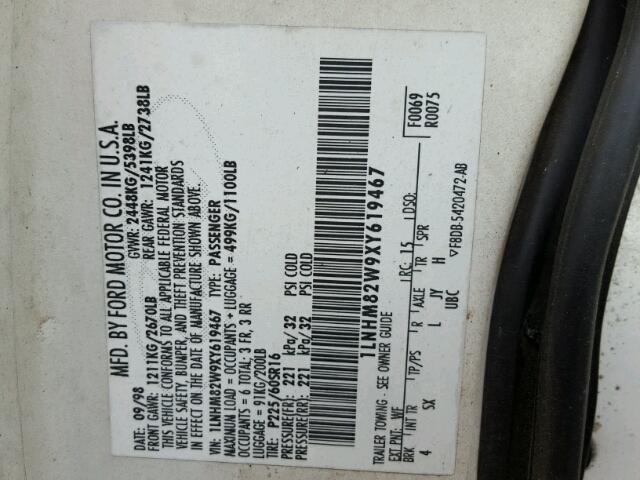 MFD. BY FORD MOTOR CO. IN U.S.A.
DATE: 09/98 GVWR: 2448KG/5398LB
FRONT GAWR: 1211KG/2670LB REAR GAWR: 1241KG/2738LB
THIS VEHICLE CONFORMS TO ALL APPLICABLE FEDERAL MOTOR
VEHICLE SAFETY, BUMPER, AND THEFT PREVENTION STANDARDS
IN EFFECT ON THE DATE OF MANUFACTURE SHOWN ABOVE.
VIN: 1LNHM82W9XY619467 TYPE: PASSENGER
MAXIMUM LOAD = OCCUPANTS + LUGGAGE = 499KG/1100LB
OCCUPANTS = 6 TOTAL: 3 FR, 3 RR
LUGGAGE = 91KG/200LB
TIRE: P225/60SR16
PRESSURE(FR): 221 kPa/32 PSI COLD
PRESSURE(RR): 221 kPa/32 PSI COLD
1LNHM82W9XY619467
TRAILER TOWING - SEE OWNER GUIDE F0069
EXT PNT: WF RC: 15 DSO: R0075
BRK INT TR TP/PS R AXLE TR SPR
4 SX L JY H
UBC ▽F8DB-5420472-AB